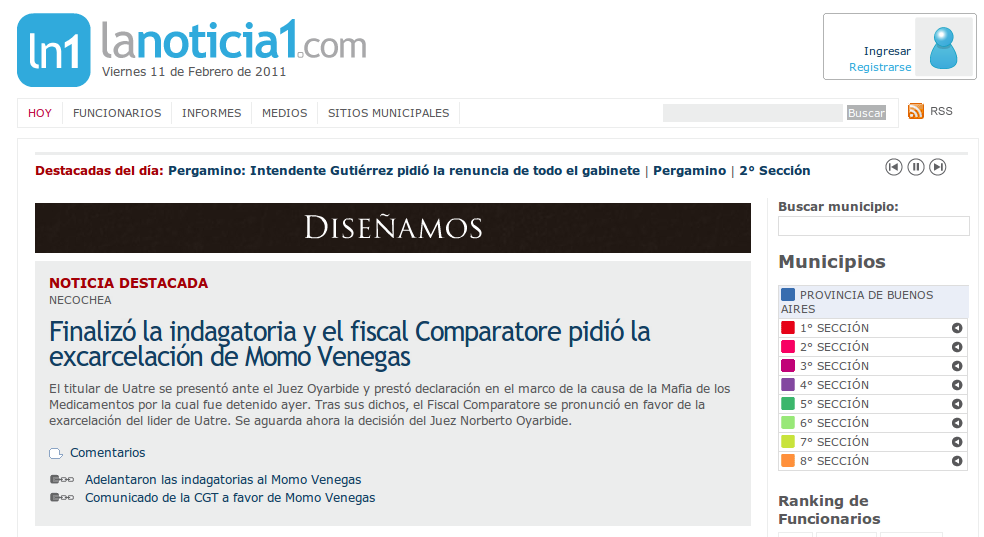 ln1 lanoticia1.com
Viernes 11 de Febrero de 2011
Ingresar
Registrarse
HOY FUNCIONARIOS INFORMES MEDIOS SITIOS MUNICIPALES
Buscar
RSS
Destacadas del día: Pergamino: Intendente Gutiérrez pidió la renuncia de todo el gabinete | Pergamino | 2° Sección
DISEÑAMOS
NOTICIA DESTACADA
NECOCHEA
Finalizó la indagatoria y el fiscal Comparatore pidió la
excarcelación de Momo Venegas
El titular de Uatre se presentó ante el Juez Oyarbide y prestó declaración en el marco de la causa de la Mafia de los
Medicamentos por la cual fue detenido ayer. Tras sus dichos, el Fiscal Comparatore se pronunció en favor de la
exarcelación del lider de Uatre. Se aguarda ahora la decisión del Juez Norberto Oyarbide.
Comentarios
Adelantaron las indagatorias al Momo Venegas
Comunicado de la CGT a favor de Momo Venegas
Buscar municipio:
Municipios
PROVINCIA DE BUENOS
AIRES
1° SECCIÓN
2° SECCIÓN
3° SECCIÓN
4° SECCIÓN
5° SECCIÓN
6° SECCIÓN
7° SECCIÓN
8° SECCIÓN
Ranking de
Funcionarios